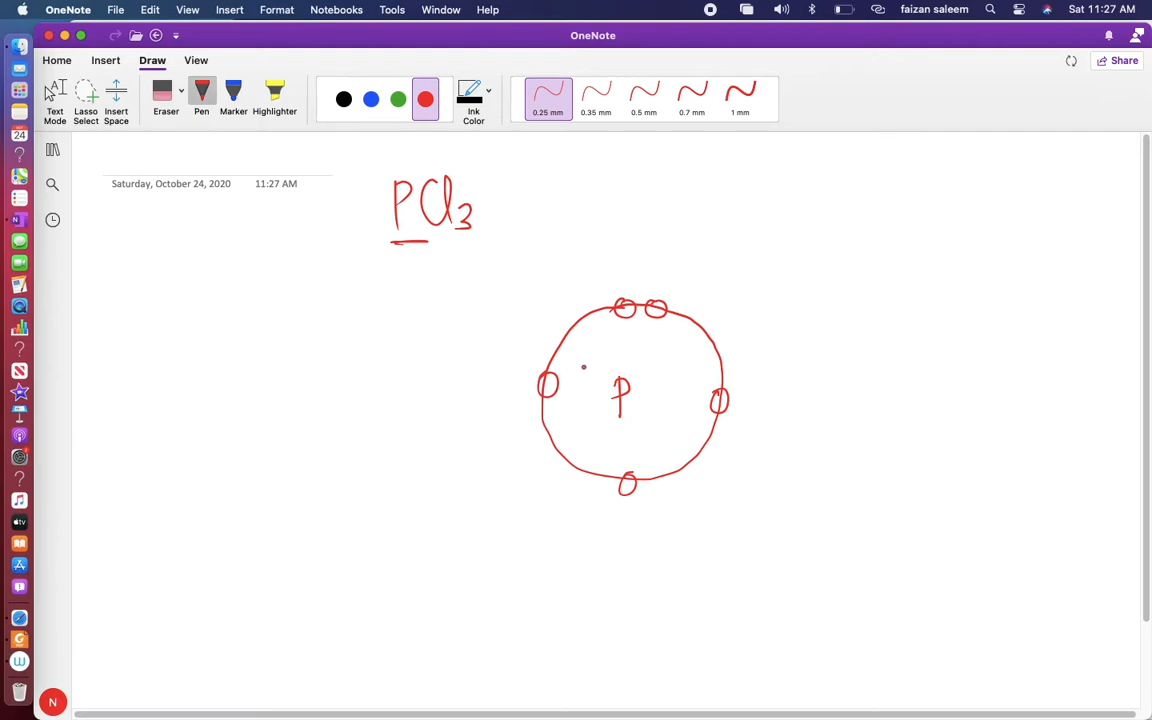 OneNote File Edit View Insert Format Notebooks Tools Window Help faizan saleem Sat 11:27 AM
OneNote
Home Insert Draw View Share
Text Mode Lasso Select Insert Space Eraser Pen Marker Highlighter Ink Color 0.25 mm 0.35 mm 0.5 mm 0.7 mm 1 mm
Saturday, October 24, 2020 11:27 AM
PCl3
P
N